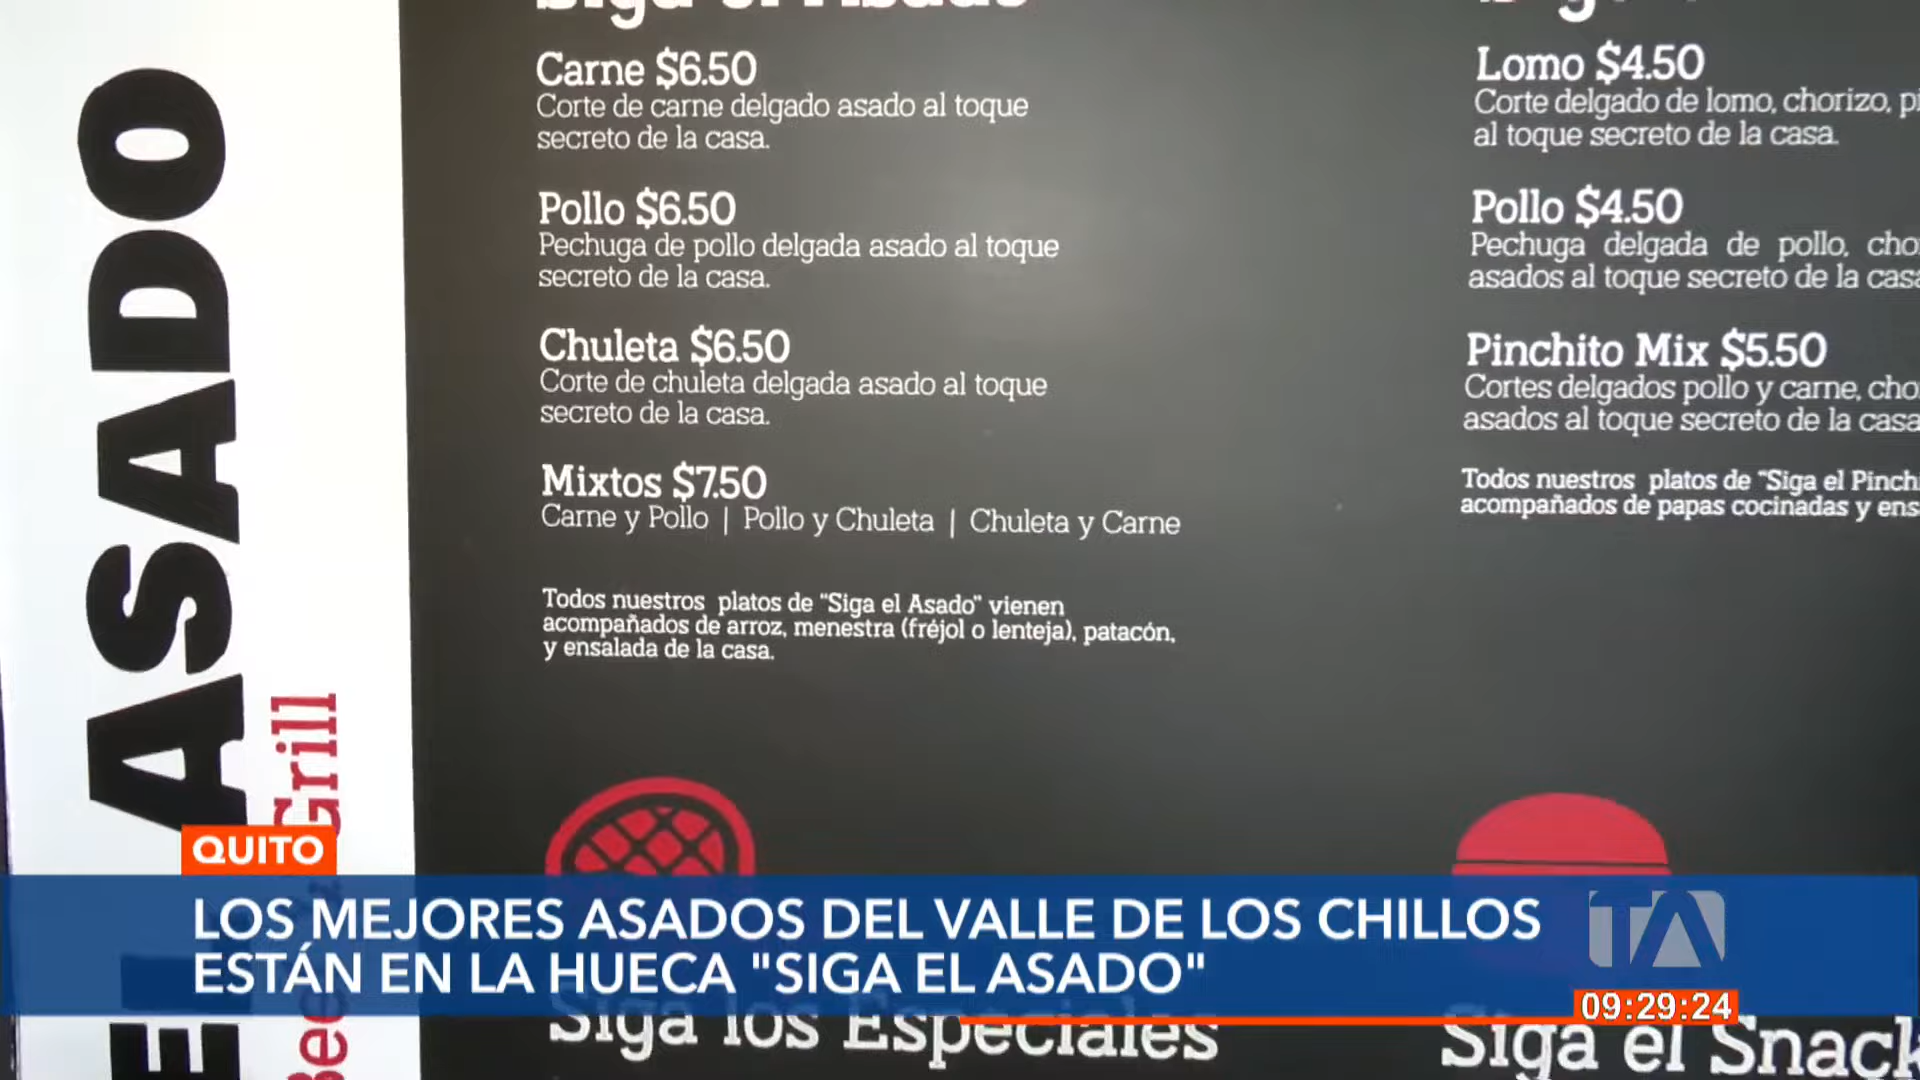 Siga el Asado
Carne $6.50
Corte de carne delgado asado al toque
secreto de la casa.
Pollo $6.50
Pechuga de pollo delgada asado al toque
secreto de la casa.
Chuleta $6.50
Corte de chuleta delgada asado al toque
secreto de la casa.
Mixtos $7.50
Carne y Pollo | Pollo y Chuleta | Chuleta y Carne
Todos nuestros platos de "Siga el Asado" vienen
acompañados de arroz, menestra (fréjol o lenteja), patacón,
y ensalada de la casa.
Lomo $4.50
Corte delgado de lomo, chorizo,
al toque secreto de la casa.
Pollo $4.50
Pechuga delgada de pollo,
asados al toque secreto de la
Pinchito Mix $5.50
Cortes delgados pollo y carne,
asados al toque secreto de la casa
Todos nuestros platos de "Siga el
acompañados de papas cocinadas y
Siga los Especiales
Siga el Snack
EL ASADO
Grill
QUITO
LOS MEJORES ASADOS DEL VALLE DE LOS CHILLOS
ESTÁN EN LA HUECA "SIGA EL ASADO"
TA
09:29:24